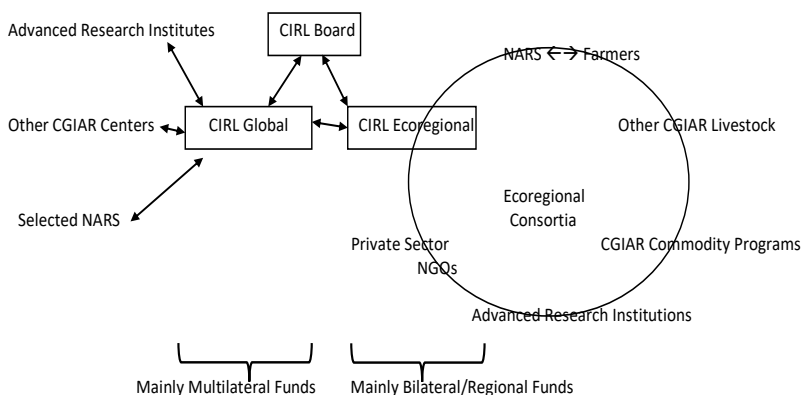 Advanced Research Institutes
CIRL Board
NARS ↔ Farmers
Other CGIAR Centers
CIRL Global
CIRL Ecoregional
Other CGIAR Livestock
Ecoregional
Consortia
Selected NARS
Private Sector
NGOs
CGIAR Commodity Programs
Advanced Research Institutions
Mainly Multilateral Funds
Mainly Bilateral/Regional Funds